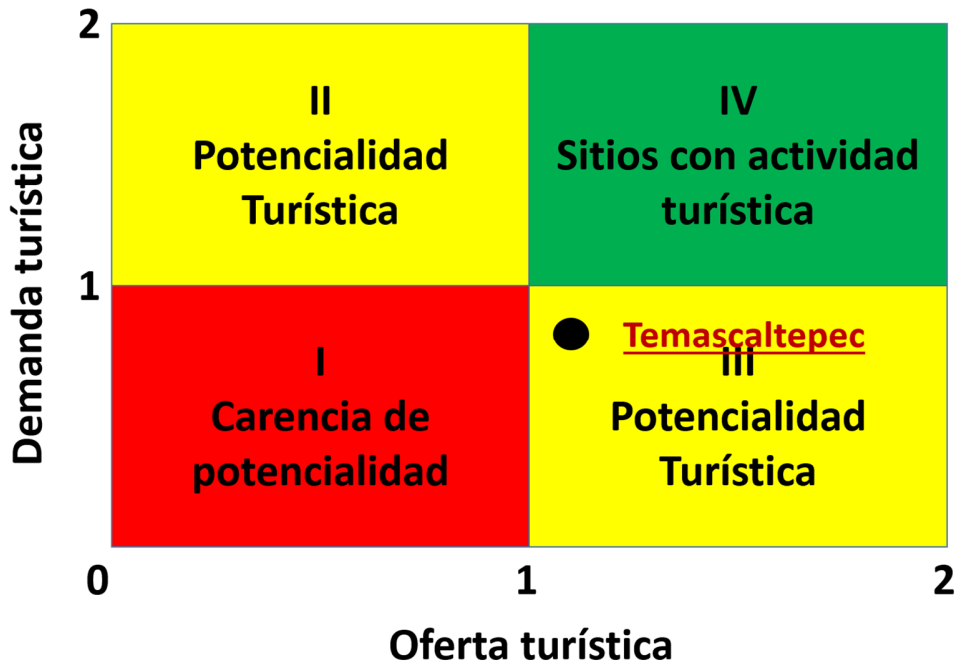 2
II
Potencialidad
Turística
IV
Sitios con actividad
turística
Demanda turística
1
I
Carencia de
potencialidad
Temascaltepec
III
Potencialidad
Turística
0
1
2
Oferta turística